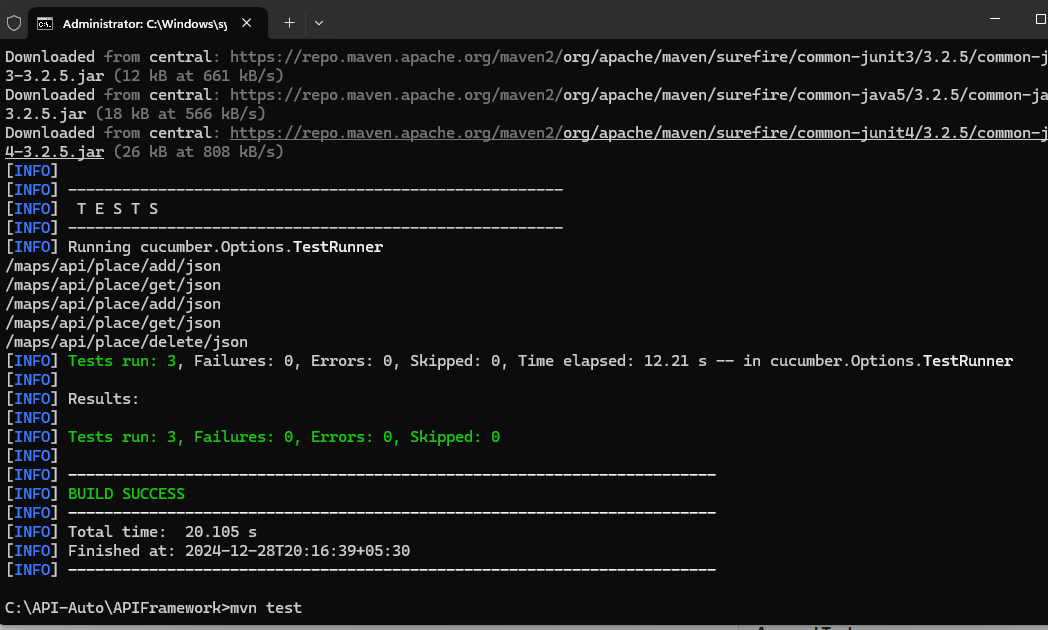 Administrator: C:\Windows\sy
Downloaded from central: https://repo.maven.apache.org/maven2/org/apache/maven/surefire/common-junit3/3.2.5/common-j
3-3.2.5.jar (12 kB at 661 kB/s)
Downloaded from central: https://repo.maven.apache.org/maven2/org/apache/maven/surefire/common-java5/3.2.5/common-ja
3.2.5.jar (18 kB at 566 kB/s)
Downloaded from central: https://repo.maven.apache.org/maven2/org/apache/maven/surefire/common-junit4/3.2.5/common-j
4-3.2.5.jar (26 kB at 808 kB/s)
[INFO]
[INFO] -------------------------------------------------------
[INFO]  T E S T S
[INFO] -------------------------------------------------------
[INFO] Running cucumber.Options.TestRunner
/maps/api/place/add/json
/maps/api/place/get/json
/maps/api/place/add/json
/maps/api/place/get/json
/maps/api/place/delete/json
[INFO] Tests run: 3, Failures: 0, Errors: 0, Skipped: 0, Time elapsed: 12.21 s -- in cucumber.Options.TestRunner
[INFO]
[INFO] Results:
[INFO]
[INFO] Tests run: 3, Failures: 0, Errors: 0, Skipped: 0
[INFO]
[INFO] ------------------------------------------------------------------------
[INFO] BUILD SUCCESS
[INFO] ------------------------------------------------------------------------
[INFO] Total time:  20.105 s
[INFO] Finished at: 2024-12-28T20:16:39+05:30
[INFO] ------------------------------------------------------------------------
C:\API-Auto\APIFramework>mvn test